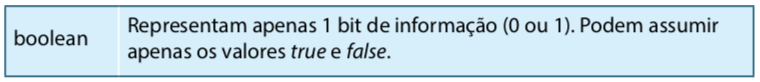 boolean
Representam apenas 1 bit de informação (0 ou 1). Podem assumir
apenas os valores true e false.